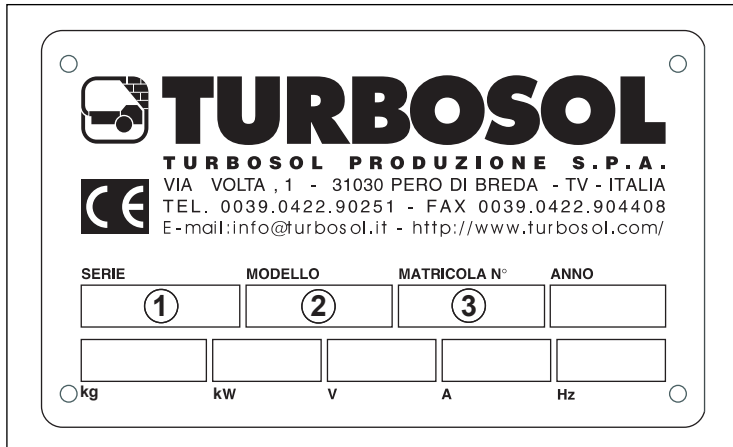 TURBOSOL
TURBOSOL PRODUZIONE S.P.A.
CE
VIA VOLTA , 1 - 31030 PERO DI BREDA - TV - ITALIA
TEL. 0039.0422.90251 - FAX 0039.0422.904408
E-mail:info@turbosol.it - http://www.turbosol.com/
SERIE MODELLO MATRICOLA N° ANNO
1 2 3
kg kW V A Hz